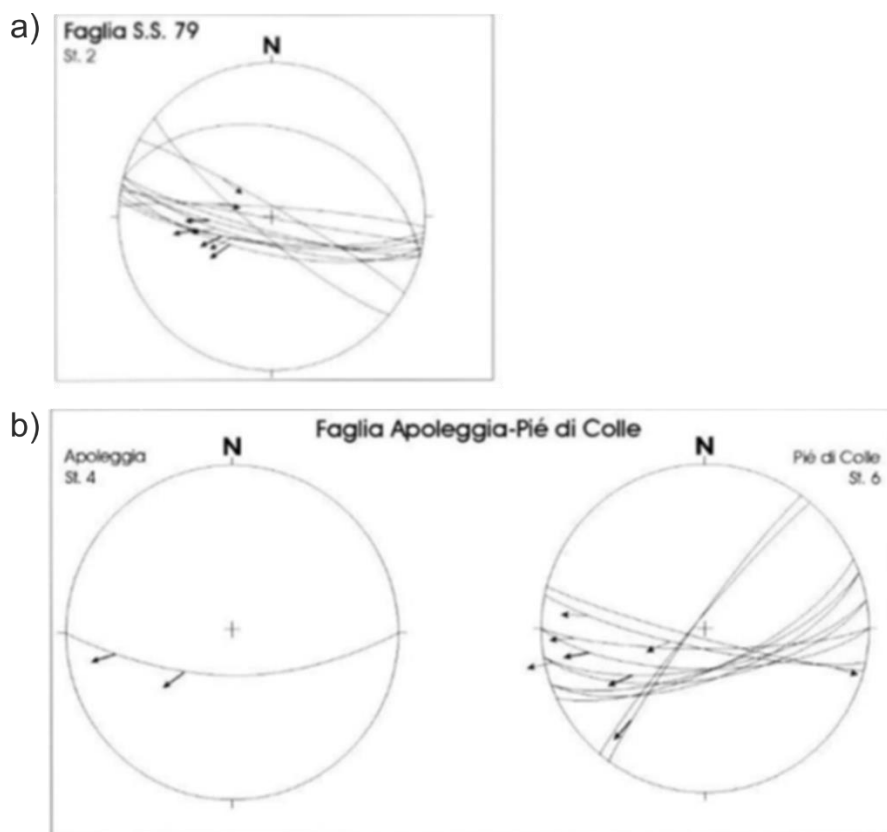 a)
Faglia S.S. 79
St. 2
N
b)
Faglia Apoleggia-Pié di Colle
Apoleggia
St. 4
N
N
Pié di Colle
St. 6